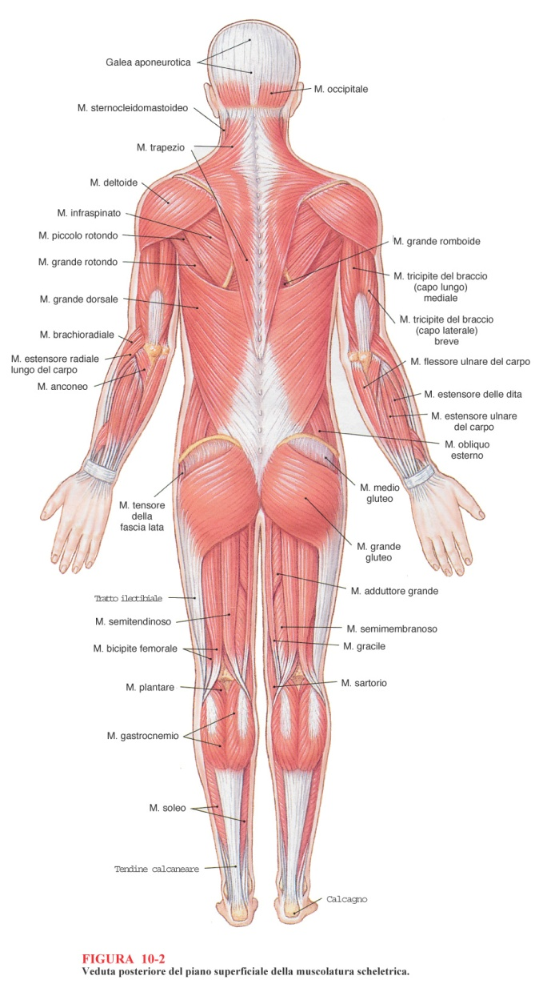 Galea aponeurotica
M. occipitale
M. sternocleidomastoideo
M. trapezio
M. deltoide
M. infraspinato
M. piccolo rotondo
M. grande romboide
M. grande rotondo
M. tricipite del braccio
(capo lungo)
mediale
M. grande dorsale
M. tricipite del braccio
(capo laterale)
breve
M. brachioradiale
M. estensore radiale
lungo del carpo
M. flessore ulnare del carpo
M. anconeo
M. estensore delle dita
M. estensore ulnare
del carpo
M. obliquo
esterno
M. medio
gluteo
M. tensore
della
fascia lata
M. grande
gluteo
M. adduttore grande
Tratto ileotibiale
M. semitendinoso
M. semimembranoso
M. gracile
M. bicipite femorale
M. sartorio
M. plantare
M. gastrocnemio
M. soleo
Tendine calcaneare
Calcagno
FIGURA 10-2
Veduta posteriore del piano superficiale della muscolatura scheletrica.